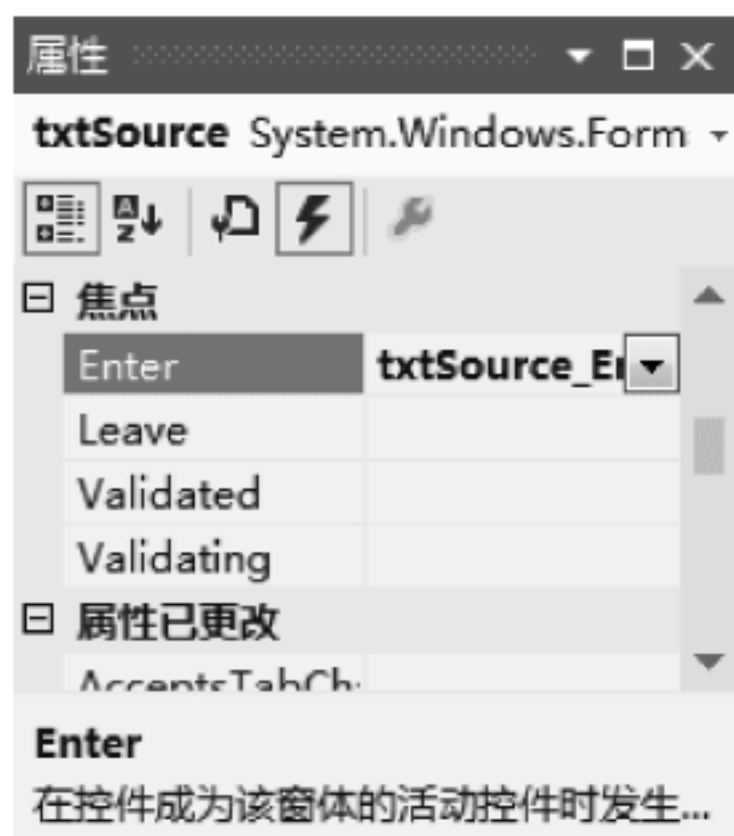 属性
txtSource System.Windows.Form
焦点
Enter txtSource_E
Leave
Validated
Validating
属性已更改
AcceptsTabCh
Enter
在控件成为该窗体的活动控件时发生...